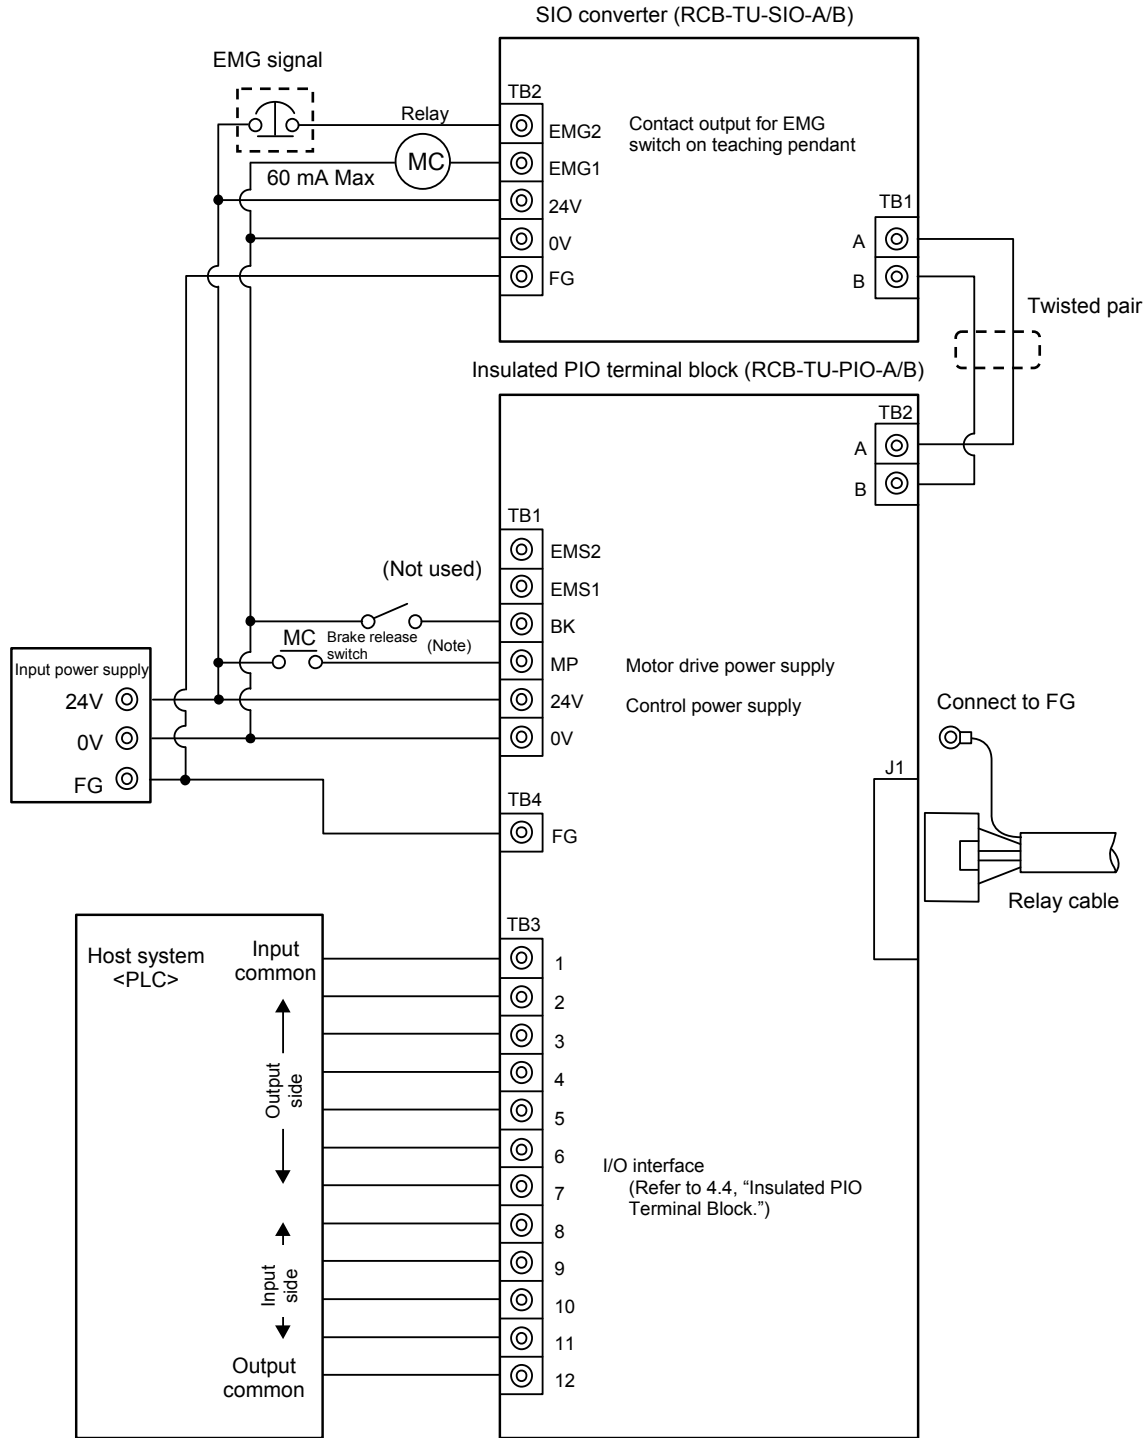 SIO converter (RCB-TU-SIO-A/B)
EMG signal
TB2
Relay
EMG2
Contact output for EMG
switch on teaching pendant
MC
EMG1
60 mA Max
24V
TB1
0V
A
FG
B
Twisted pair
Insulated PIO terminal block (RCB-TU-PIO-A/B)
TB2
A
B
TB1
EMS2
(Not used)
EMS1
BK
MC
Brake release
switch
(Note)
MP
Motor drive power supply
Input power supply
24V
24V
Control power supply
Connect to FG
0V
0V
FG
J1
TB4
FG
Relay cable
TB3
Host system
<PLC>
Input
common
1
2
3
4
Output
side
5
6
7
I/O interface
(Refer to 4.4, “Insulated PIO
Terminal Block.”)
8
9
Input
side
10
11
Output
common
12